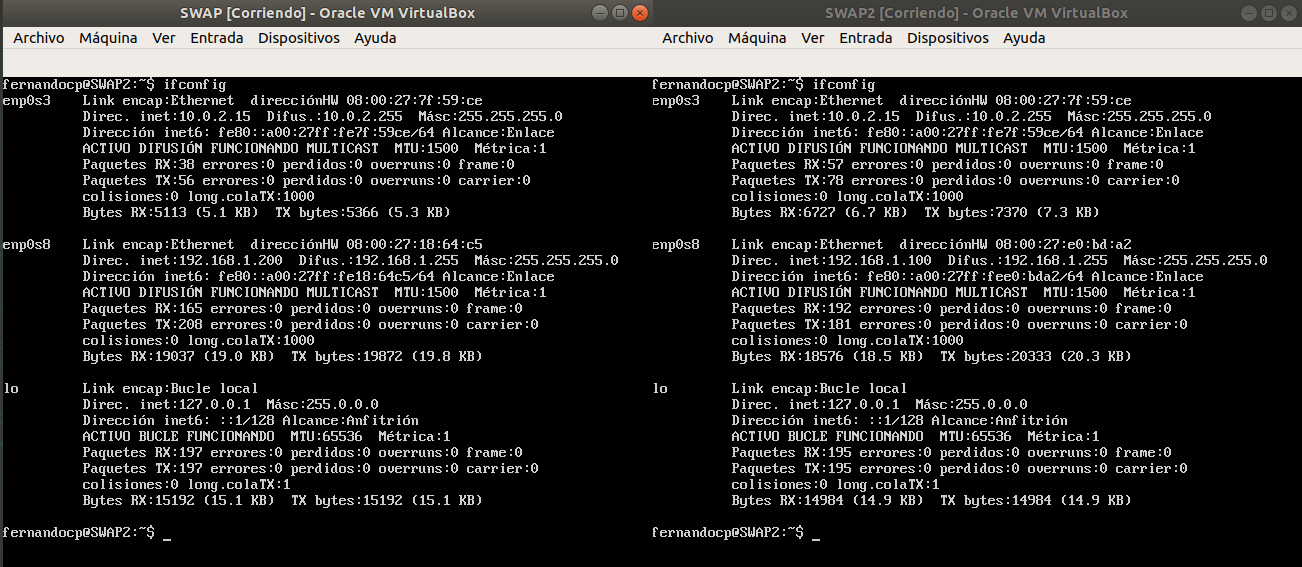 SWAP [Corriendo] - Oracle VM VirtualBox
Archivo Máquina Ver Entrada Dispositivos Ayuda
fernandocp@SWAP2:~$ ifconfig
enp0s3 Link encap:Ethernet direcciónHW 08:00:27:7f:59:ce
Direc. inet:10.0.2.15 Difus.:10.0.2.255 Másc:255.255.255.0
Dirección inet6: fe80::a00:27ff:fe7f:59ce/64 Alcance:Enlace
ACTIVO DIFUSIÓN FUNCIONANDO MULTICAST MTU:1500 Métrica:1
Paquetes RX:38 errores:0 perdidos:0 overruns:0 frame:0
Paquetes TX:56 errores:0 perdidos:0 overruns:0 carrier:0
colisiones:0 long.colaTX:1000
Bytes RX:5113 (5.1 KB) TX bytes:5366 (5.3 KB)
enp0s8 Link encap:Ethernet direcciónHW 08:00:27:18:64:c5
Direc. inet:192.168.1.200 Difus.:192.168.1.255 Másc:255.255.255.0
Dirección inet6: fe80::a00:27ff:fe18:64c5/64 Alcance:Enlace
ACTIVO DIFUSIÓN FUNCIONANDO MULTICAST MTU:1500 Métrica:1
Paquetes RX:165 errores:0 perdidos:0 overruns:0 frame:0
Paquetes TX:208 errores:0 perdidos:0 overruns:0 carrier:0
colisiones:0 long.colaTX:1000
Bytes RX:19037 (19.0 KB) TX bytes:19872 (19.8 KB)
lo Link encap:Bucle local
Direc. inet:127.0.0.1 Másc:255.0.0.0
Dirección inet6: ::1/128 Alcance:Anfitrión
ACTIVO BUCLE FUNCIONANDO MTU:65536 Métrica:1
Paquetes RX:197 errores:0 perdidos:0 overruns:0 frame:0
Paquetes TX:197 errores:0 perdidos:0 overruns:0 carrier:0
colisiones:0 long.colaTX:1
Bytes RX:15192 (15.1 KB) TX bytes:15192 (15.1 KB)
fernandocp@SWAP2:~$ _
SWAP2 [Corriendo] - Oracle VM VirtualBox
Archivo Máquina Ver Entrada Dispositivos Ayuda
fernandocp@SWAP2:~$ ifconfig
enp0s3 Link encap:Ethernet direcciónHW 08:00:27:7f:59:ce
Direc. inet:10.0.2.15 Difus.:10.0.2.255 Másc:255.255.255.0
Dirección inet6: fe80::a00:27ff:fe7f:59ce/64 Alcance:Enlace
ACTIVO DIFUSIÓN FUNCIONANDO MULTICAST MTU:1500 Métrica:1
Paquetes RX:57 errores:0 perdidos:0 overruns:0 frame:0
Paquetes TX:78 errores:0 perdidos:0 overruns:0 carrier:0
colisiones:0 long.colaTX:1000
Bytes RX:6727 (6.7 KB) TX bytes:7370 (7.3 KB)
enp0s8 Link encap:Ethernet direcciónHW 08:00:27:e0:bd:a2
Direc. inet:192.168.1.100 Difus.:192.168.1.255 Másc:255.255.255.0
Dirección inet6: fe80::a00:27ff:fee0:bda2/64 Alcance:Enlace
ACTIVO DIFUSIÓN FUNCIONANDO MULTICAST MTU:1500 Métrica:1
Paquetes RX:192 errores:0 perdidos:0 overruns:0 frame:0
Paquetes TX:181 errores:0 perdidos:0 overruns:0 carrier:0
colisiones:0 long.colaTX:1000
Bytes RX:18576 (18.5 KB) TX bytes:20333 (20.3 KB)
lo Link encap:Bucle local
Direc. inet:127.0.0.1 Másc:255.0.0.0
Dirección inet6: ::1/128 Alcance:Anfitrión
ACTIVO BUCLE FUNCIONANDO MTU:65536 Métrica:1
Paquetes RX:195 errores:0 perdidos:0 overruns:0 frame:0
Paquetes TX:195 errores:0 perdidos:0 overruns:0 carrier:0
colisiones:0 long.colaTX:1
Bytes RX:14984 (14.9 KB) TX bytes:14984 (14.9 KB)
fernandocp@SWAP2:~$ _